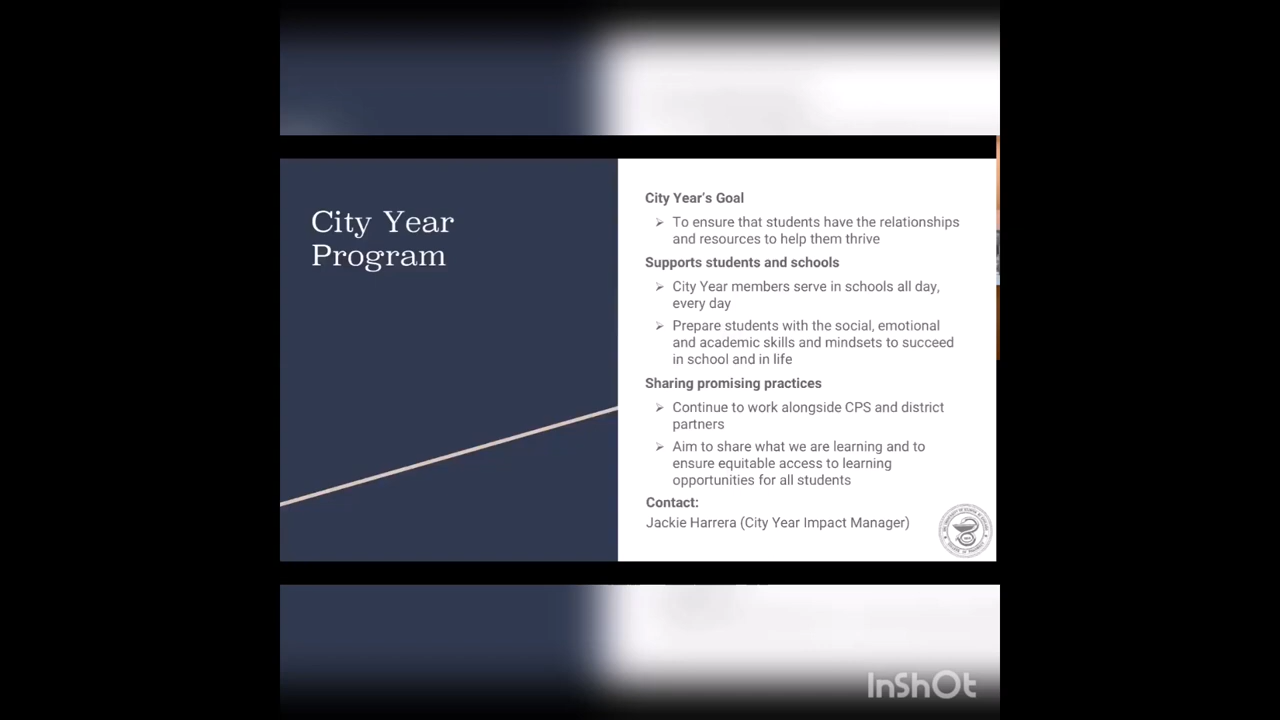 City Year
Program
City Year's Goal
➢ To ensure that students have the relationships
and resources to help them thrive
Supports students and schools
➢ City Year members serve in schools all day,
every day
➢ Prepare students with the social, emotional
and academic skills and mindsets to succeed
in school and in life
Sharing promising practices
➢ Continue to work alongside CPS and district
partners
➢ Aim to share what we are learning and to
ensure equitable access to learning
opportunities for all students
Contact:
Jackie Harrera (City Year Impact Manager)
InShOt